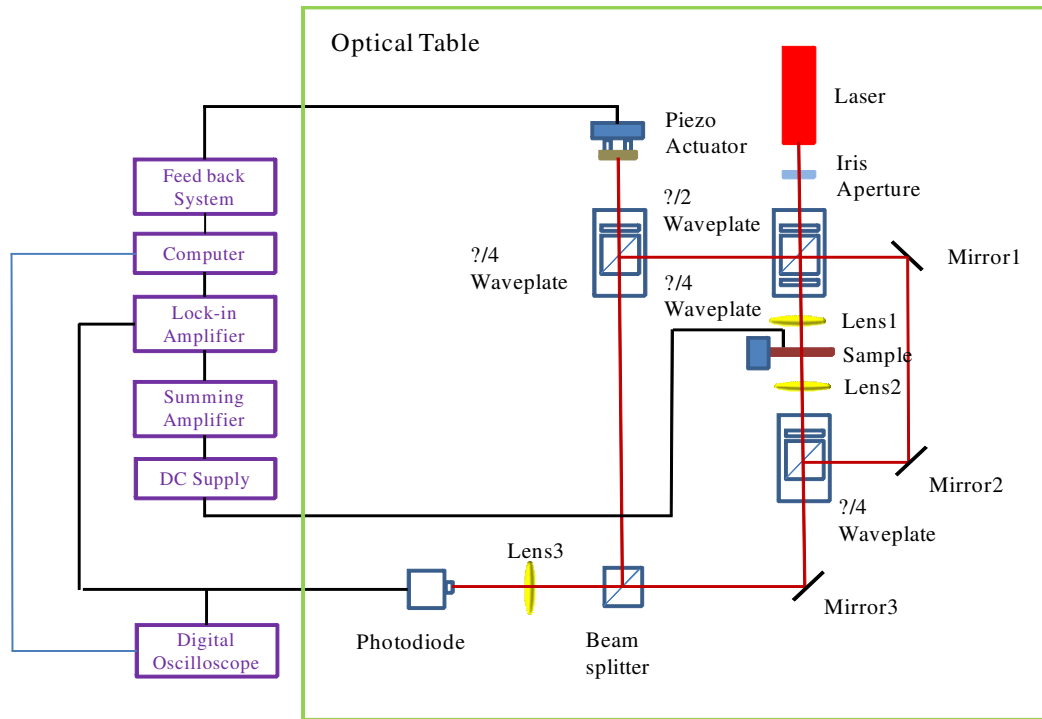 Optical Table
Laser
Piezo
Actuator
Iris
Aperture
Feed back
System
?/2
Waveplate
?/4
Waveplate
Computer
Mirror1
?/4
Waveplate
Lock-in
Amplifier
Lens1
Sample
Lens2
Summing
Amplifier
DC Supply
Mirror2
?/4
Waveplate
Lens3
Mirror3
Photodiode
Beam
splitter
Digital
Oscilloscope